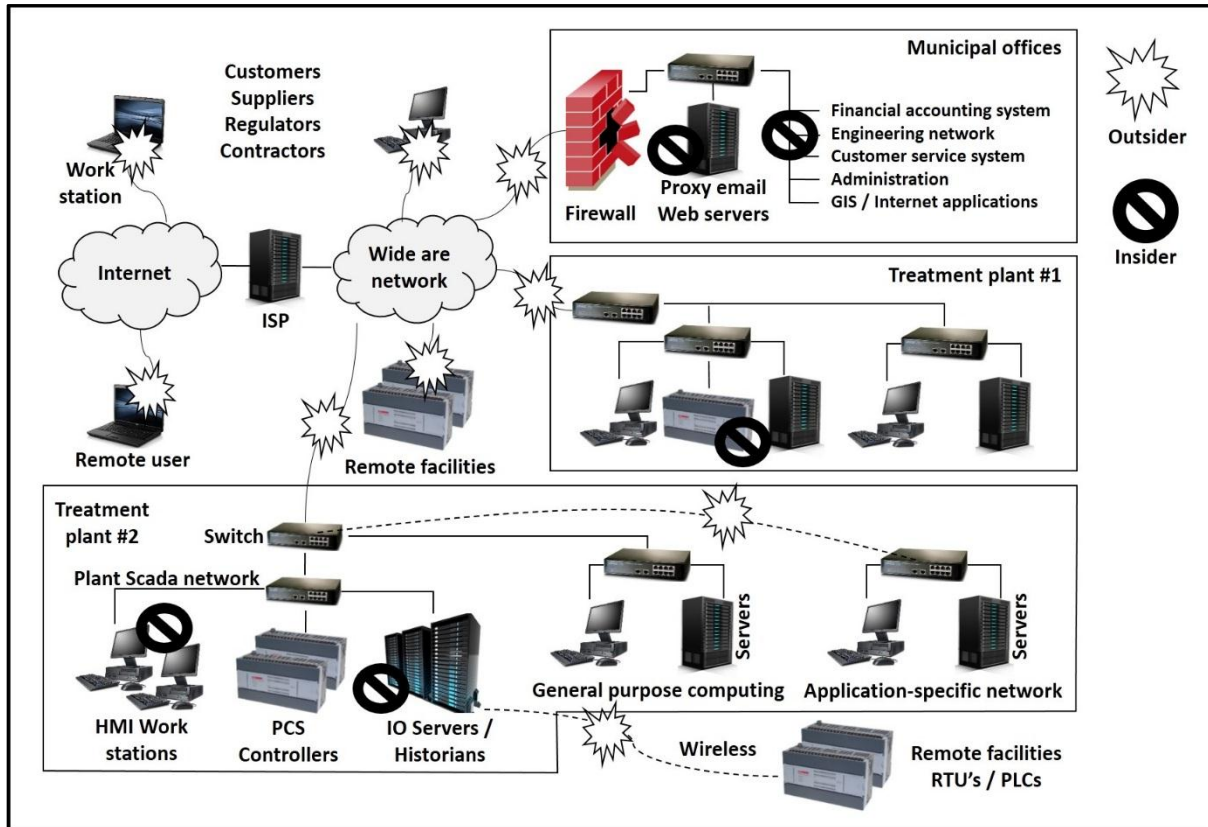 Customers
Suppliers
Regulators
Contractors
Work
station
Internet
ISP
Wide are
network
Remote user
Remote facilities
Municipal offices
Firewall
Proxy email
Web servers
Financial accounting system
Engineering network
Customer service system
Administration
GIS / Internet applications
Outsider
Insider
Treatment plant #1
Treatment
plant #2
Switch
Plant Scada network
HMI Work
stations
PCS
Controllers
IO Servers /
Historians
Servers
General purpose computing
Servers
Application-specific network
Wireless
Remote facilities
RTU's / PLCs